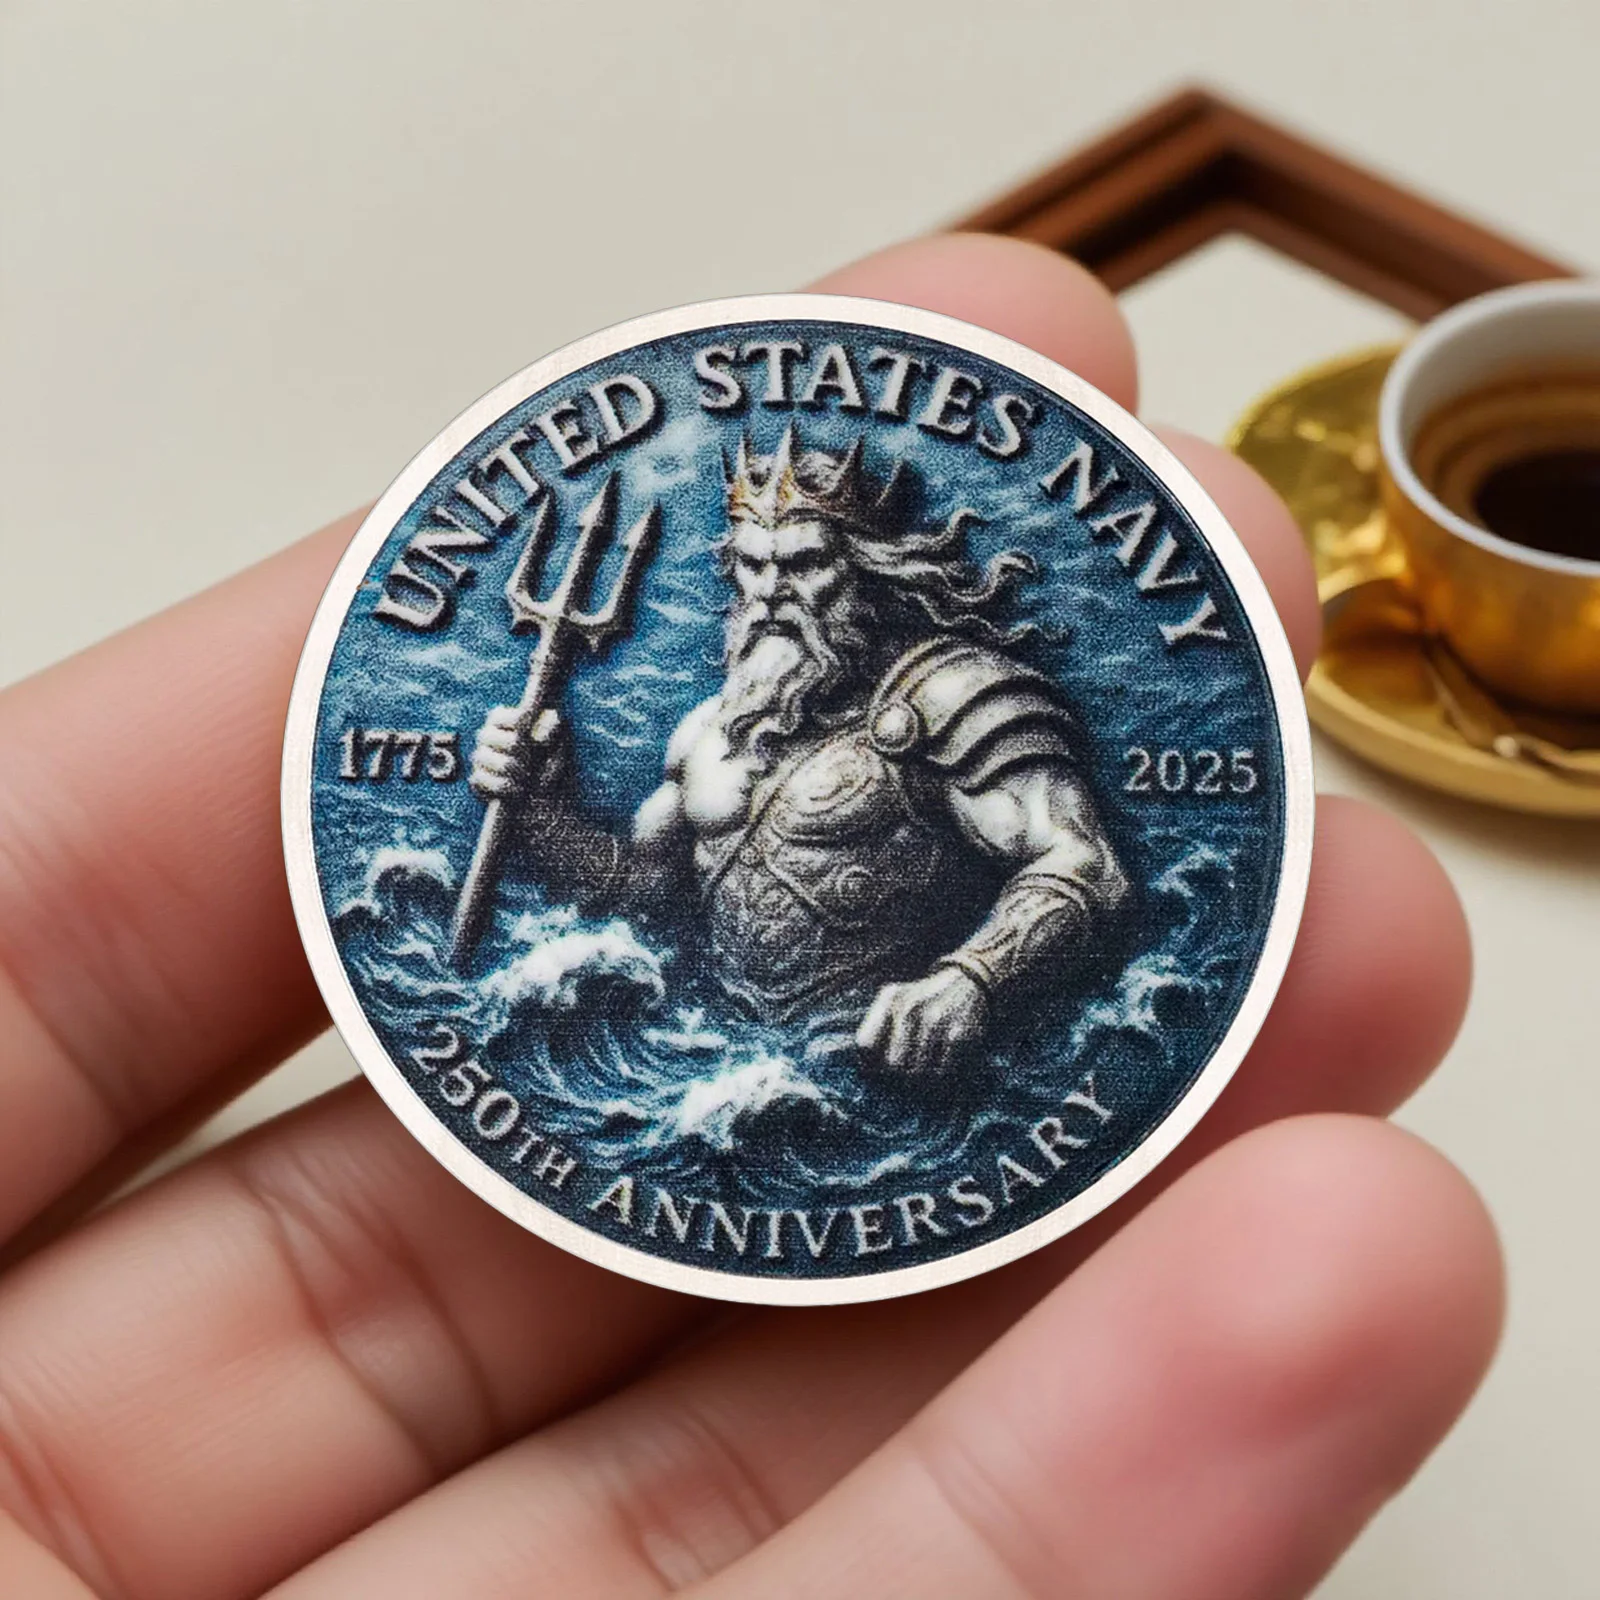 UNITED STATES NAVY
1775
2025
250TH ANNIVERSARY